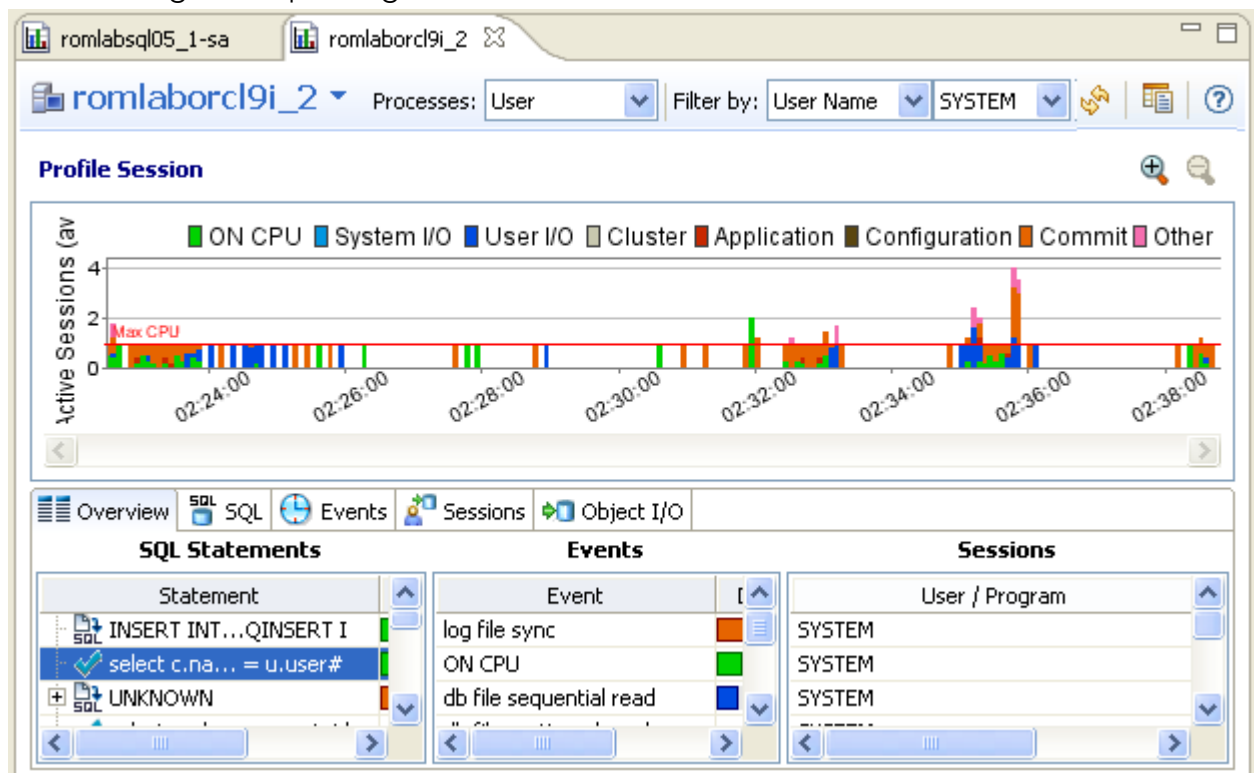 romlabsql05_1-sa romlaborcl9i_2
romlaborcl9i_2 Processes: User Filter by: User Name SYSTEM
Profile Session
Active Sessions (av
ON CPU System I/O User I/O Cluster Application Configuration Commit Other
4
2
0
Max CPU
02:24:00 02:26:00 02:28:00 02:30:00 02:32:00 02:34:00 02:36:00 02:38:00
Overview SQL Events Sessions Object I/O
SQL Statements Events Sessions
Statement Event User / Program
INSERT INT...QINSERT I log file sync SYSTEM
select c.na... = u.user# ON CPU SYSTEM
UNKNOWN db file sequential read SYSTEM